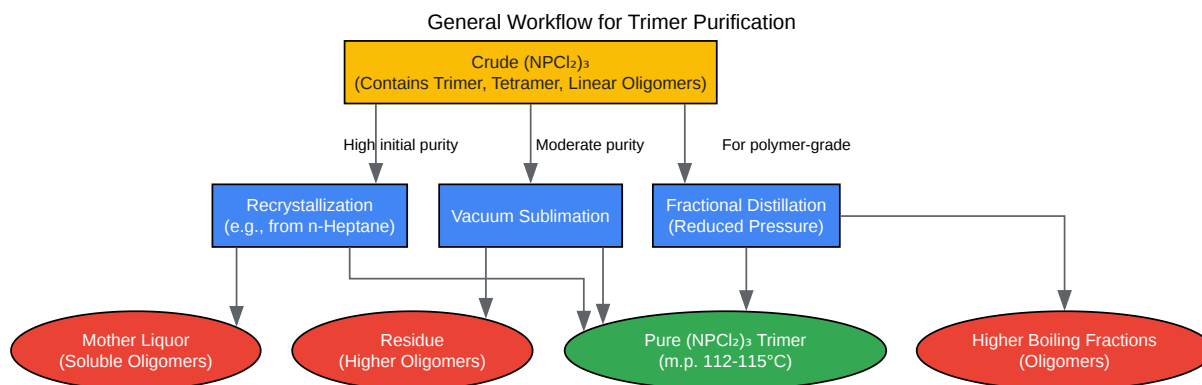 General Workflow for Trimer Purification
Crude (NPCl₂)₃
(Contains Trimer, Tetramer, Linear Oligomers)
High initial purity
Moderate purity
For polymer-grade
Recrystallization
(e.g., from n-Heptane)
Vacuum Sublimation
Fractional Distillation
(Reduced Pressure)
Mother Liquor
(Soluble Oligomers)
Residue
(Higher Oligomers)
Pure (NPCl₂)₃ Trimer
(m.p. 112-115°C)
Higher Boiling Fractions
(Oligomers)